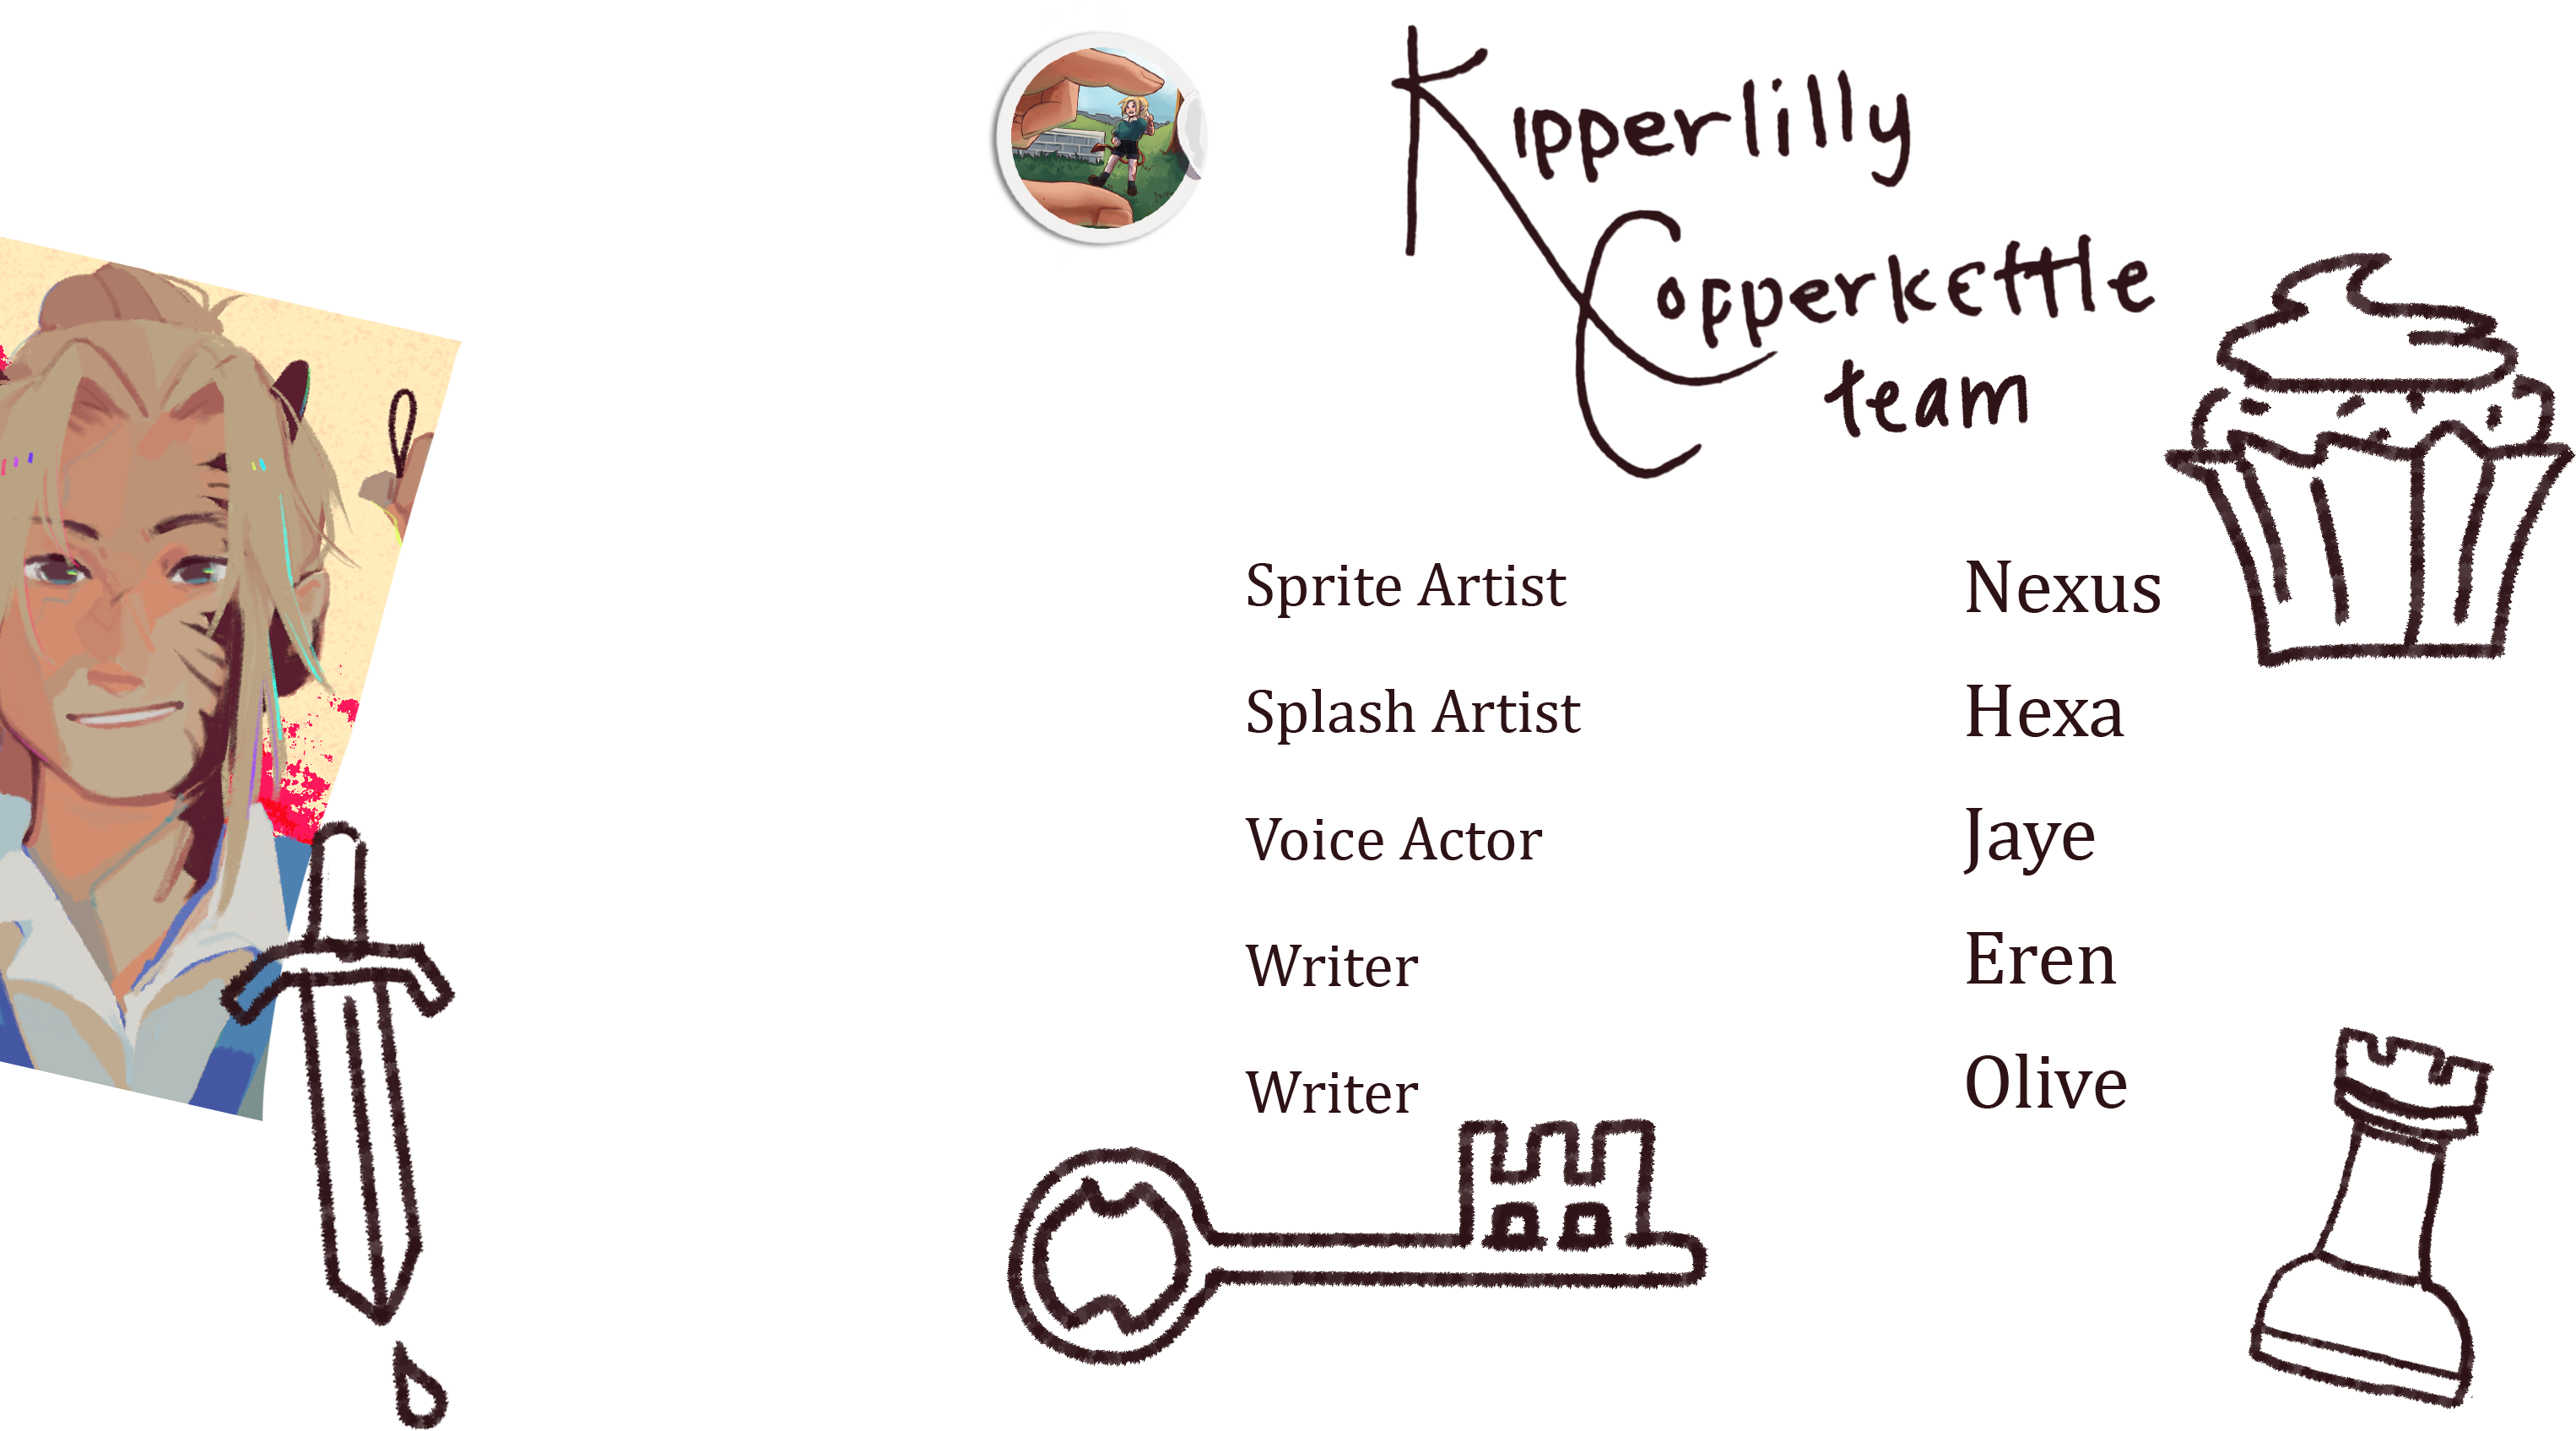 Kipperlilly
Copperkettle
team
Sprite Artist Nexus
Splash Artist Hexa
Voice Actor Jaye
Writer Eren
Writer Olive